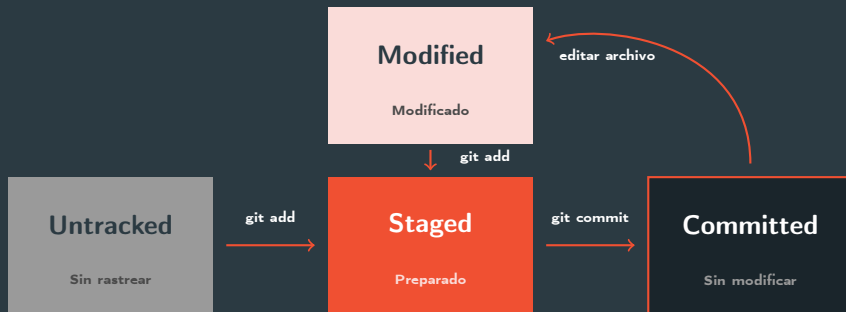 Modified
Modificado
editar archivo
git add
Untracked
Sin rastrear
git add
Staged
Preparado
git commit
Committed
Sin modificar